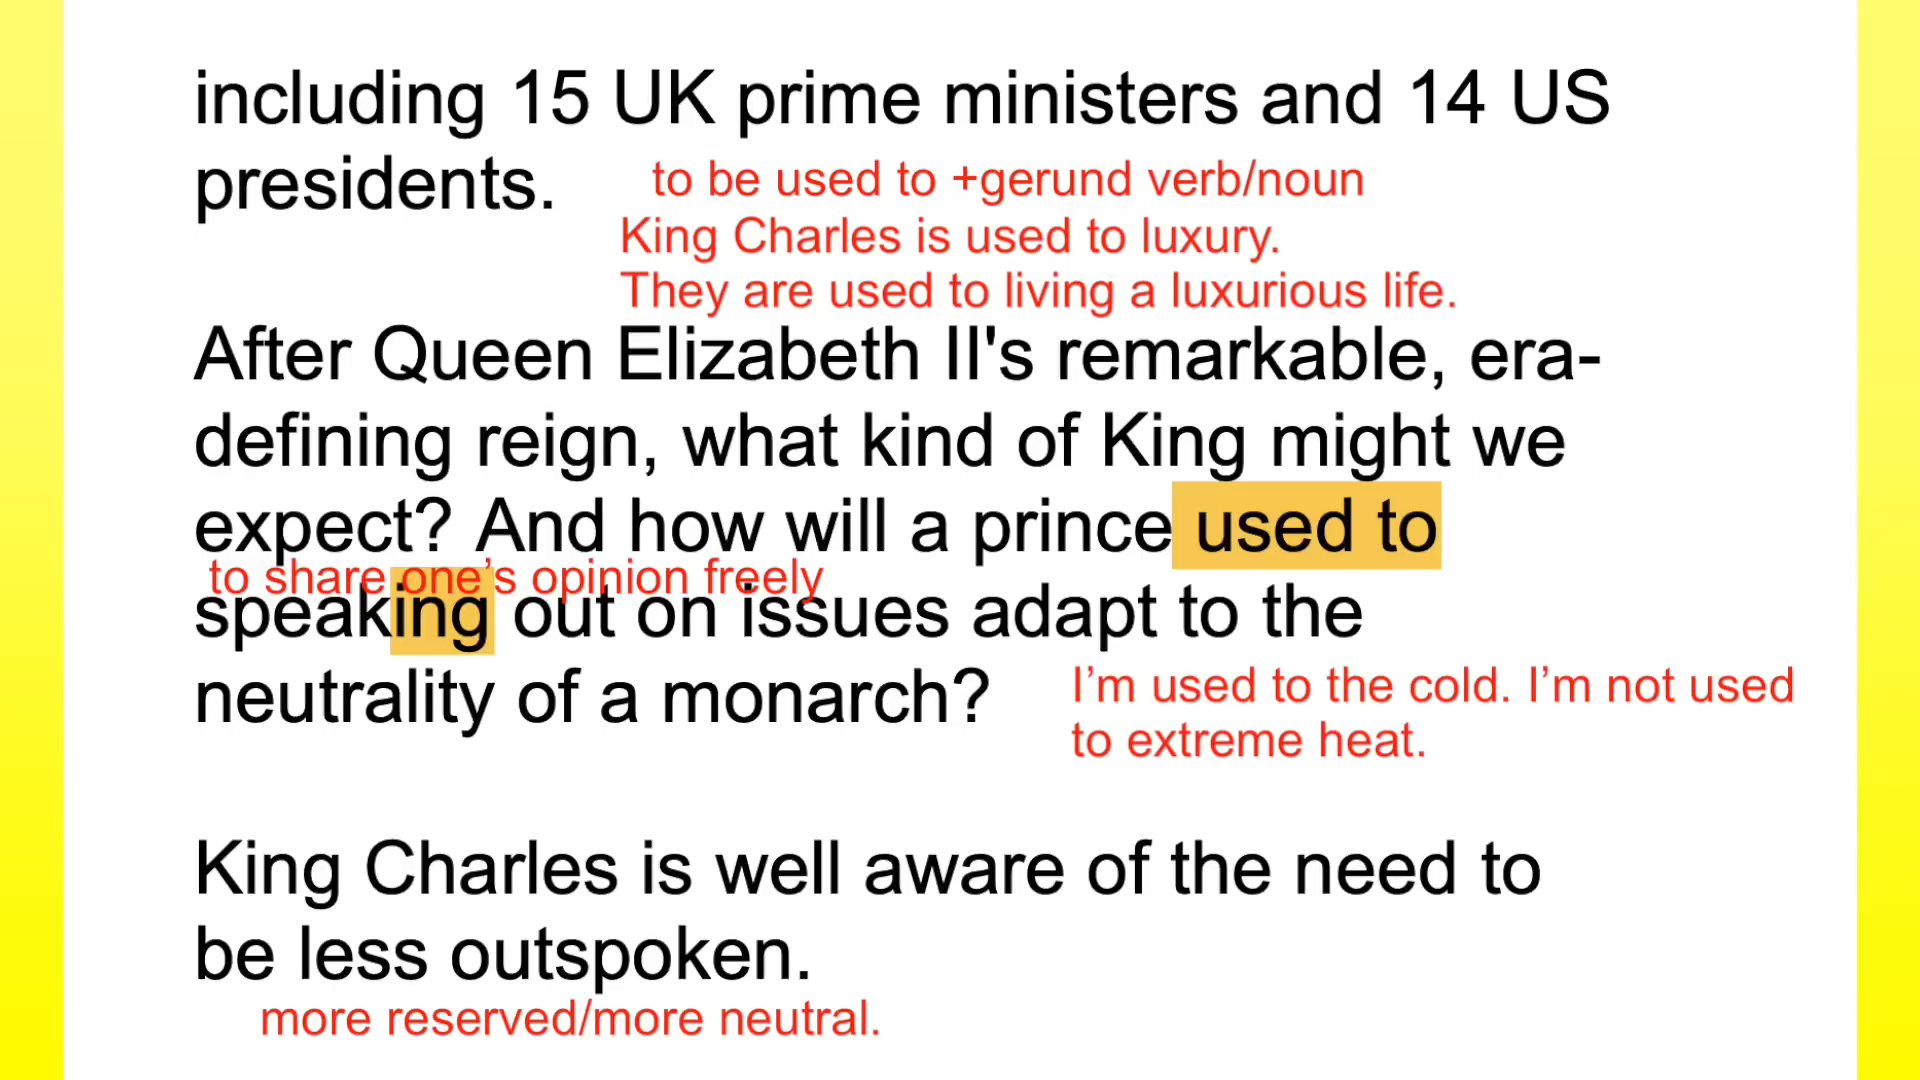 including 15 UK prime ministers and 14 US
presidents.
to be used to +gerund verb/noun
King Charles is used to luxury.
They are used to living a luxurious life.
After Queen Elizabeth II's remarkable, era-
defining reign, what kind of King might we
expect? And how will a prince used to
to share one’s opinion freely
speaking out on issues adapt to the
neutrality of a monarch?
I’m used to the cold. I’m not used
to extreme heat.
King Charles is well aware of the need to
be less outspoken.
more reserved/more neutral.